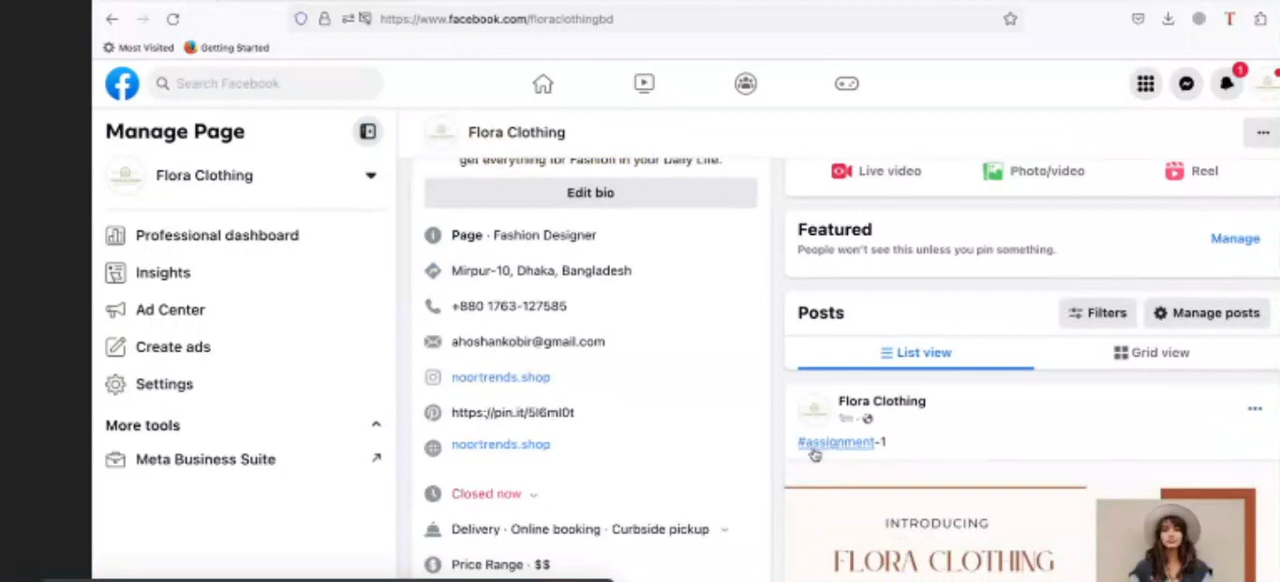 https://www.facebook.com/floraclothingbd
Most Visited
Getting Started
Search Facebook
1
Manage Page
Flora Clothing
Professional dashboard
Insights
Ad Center
Create ads
Settings
More tools
Meta Business Suite
Flora Clothing
get everything for Fashion in your Daily Life.
Edit bio
Page · Fashion Designer
Mirpur-10, Dhaka, Bangladesh
+880 1763-127585
ahoshankobir@gmail.com
noortrends.shop
https://pin.it/5I6mI0t
noortrends.shop
Closed now
Delivery · Online booking · Curbside pickup
Price Range · $$
Live video
Photo/video
Reel
Featured
People won't see this unless you pin something.
Manage
Posts
Filters
Manage posts
List view
Grid view
Flora Clothing
#assignment-1
INTRODUCING
FLORA CLOTHING